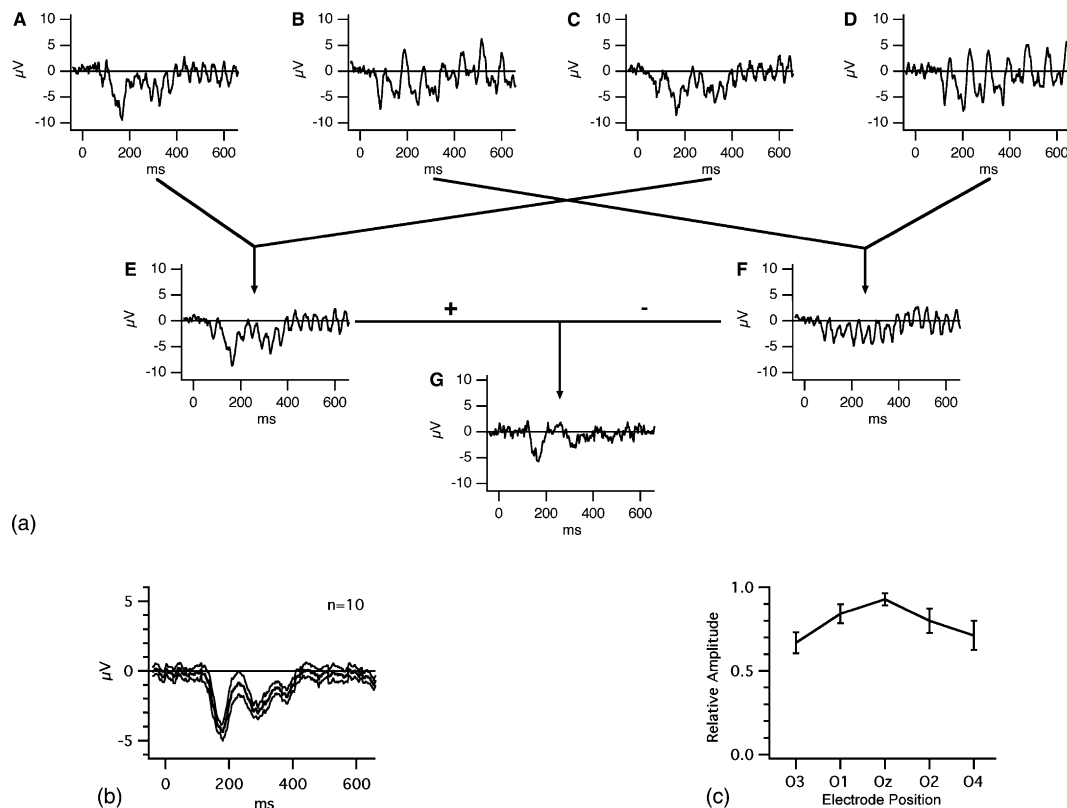 A B C D
10 10 10 10
5 5 5 5
µV 0 µV 0 µV 0 µV 0
-5 -5 -5 -5
-10 -10 -10 -10
0 200 400 600 0 200 400 600 0 200 400 600 0 200 400 600
ms ms ms ms
E F
10 10
5 + - 5
µV 0 µV 0
-5 -5
-10 -10
0 200 400 600 0 200 400 600
ms ms
G
10
5
µV 0
-5
-10
0 200 400 600
ms
(a)
5 n=10
µV 0
-5
0 200 400 600
(b) ms
1.0
Relative Amplitude
0.5
0.0
O3 O1 Oz O2 O4
(c) Electrode Position